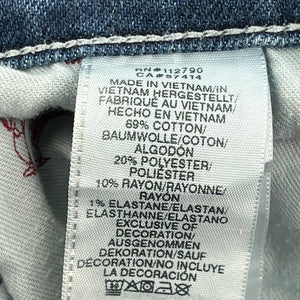 RN#112790
CA#57414
MADE IN VIETNAM/IN
VIETNAM HERGESTELLT/
FABRIQUÉ AU VIETNAM/
HECHO EN VIETNAM
69% COTTON/
BAUMWOLLE/COTON/
ALGODÓN
20% POLYESTER/
POLIÉSTER
10% RAYON/RAYONNE/
RAYÓN
1% ELASTANE/ELASTAN/
ELASTHANNE/ELASTANO
EXCLUSIVE OF
DECORATION/
AUSGENOMMEN
DEKORATION/SAUF
DÉCORATION/NO INCLUYE
LA DECORACIÓN